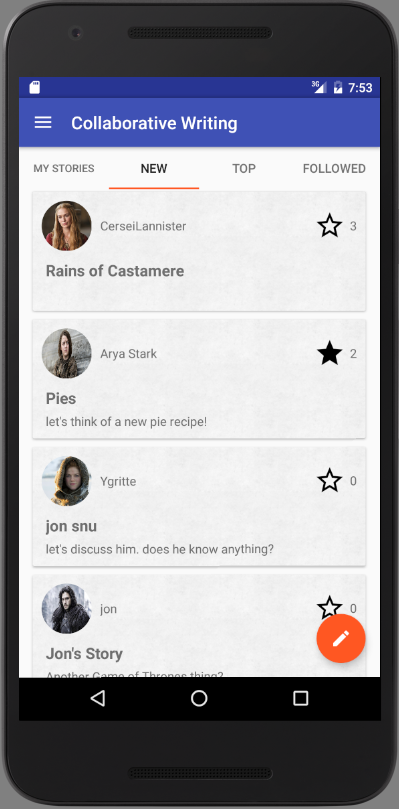 3G 7:53
Collaborative Writing
MY STORIES NEW TOP FOLLOWED
CerseiLannister 3
Rains of Castamere
Arya Stark 2
Pies
let's think of a new pie recipe!
Ygritte 0
jon snu
let's discuss him. does he know anything?
jon 0
Jon's Story
Another Game of Thrones thing?